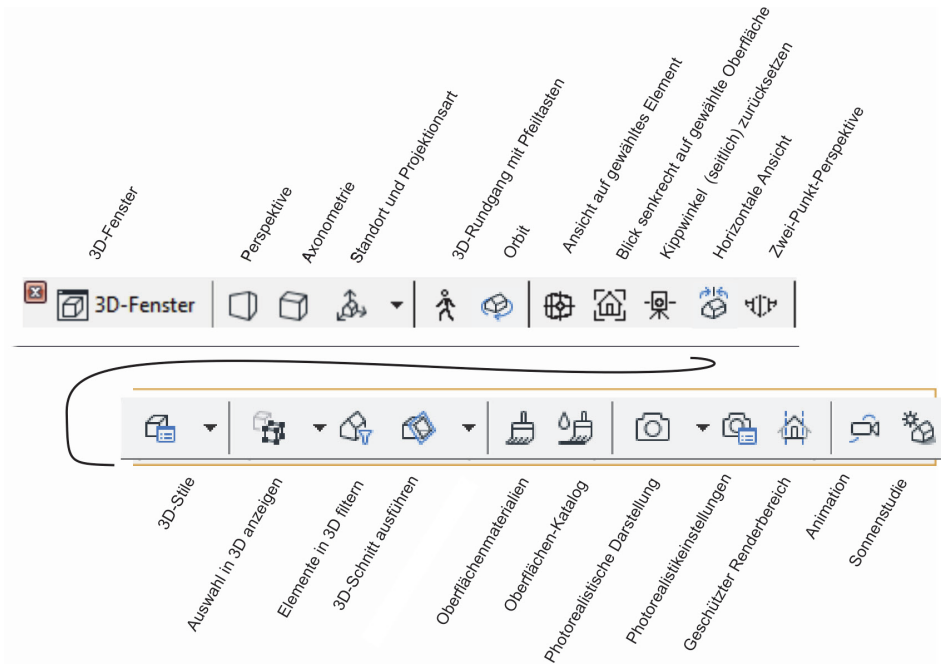 3D-Fenster
Perspektive
Axonometrie
Standort und Projektionsart
3D-Rundgang mit Pfeiltasten
Orbit
Ansicht auf gewähltes Element
Blick senkrecht auf gewählte Oberfläche
Kippwinkel (seitlich) zurücksetzen
Horizontale Ansicht
Zwei-Punkt-Perspektive
3D-Fenster
3D-Stile
Auswahl in 3D anzeigen
Elemente in 3D filtern
3D-Schnitt ausführen
Oberflächenmaterialien
Oberflächen-Katalog
Photorealistische Darstellung
Photorealistikeinstellungen
Geschützter Renderbereich
Animation
Sonnenstudie